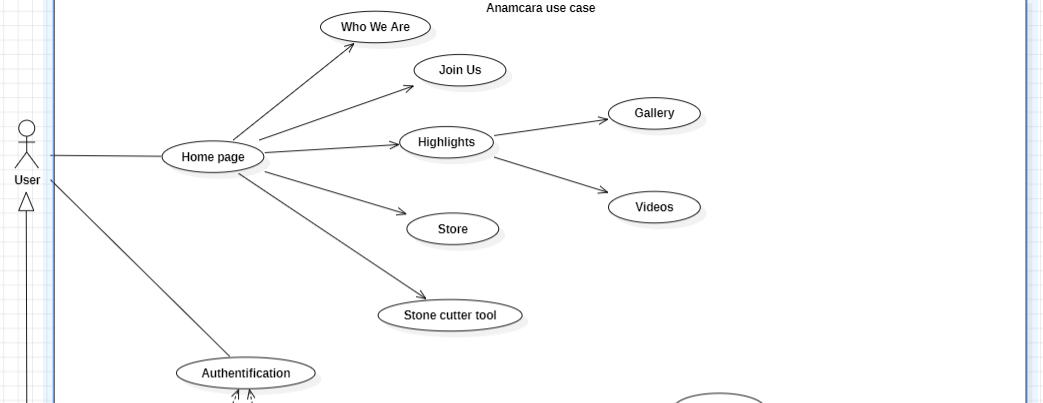 Anamcara use case
Who We Are
Join Us
Gallery
Highlights
Home page
User
Videos
Store
Stone cutter tool
Authentification